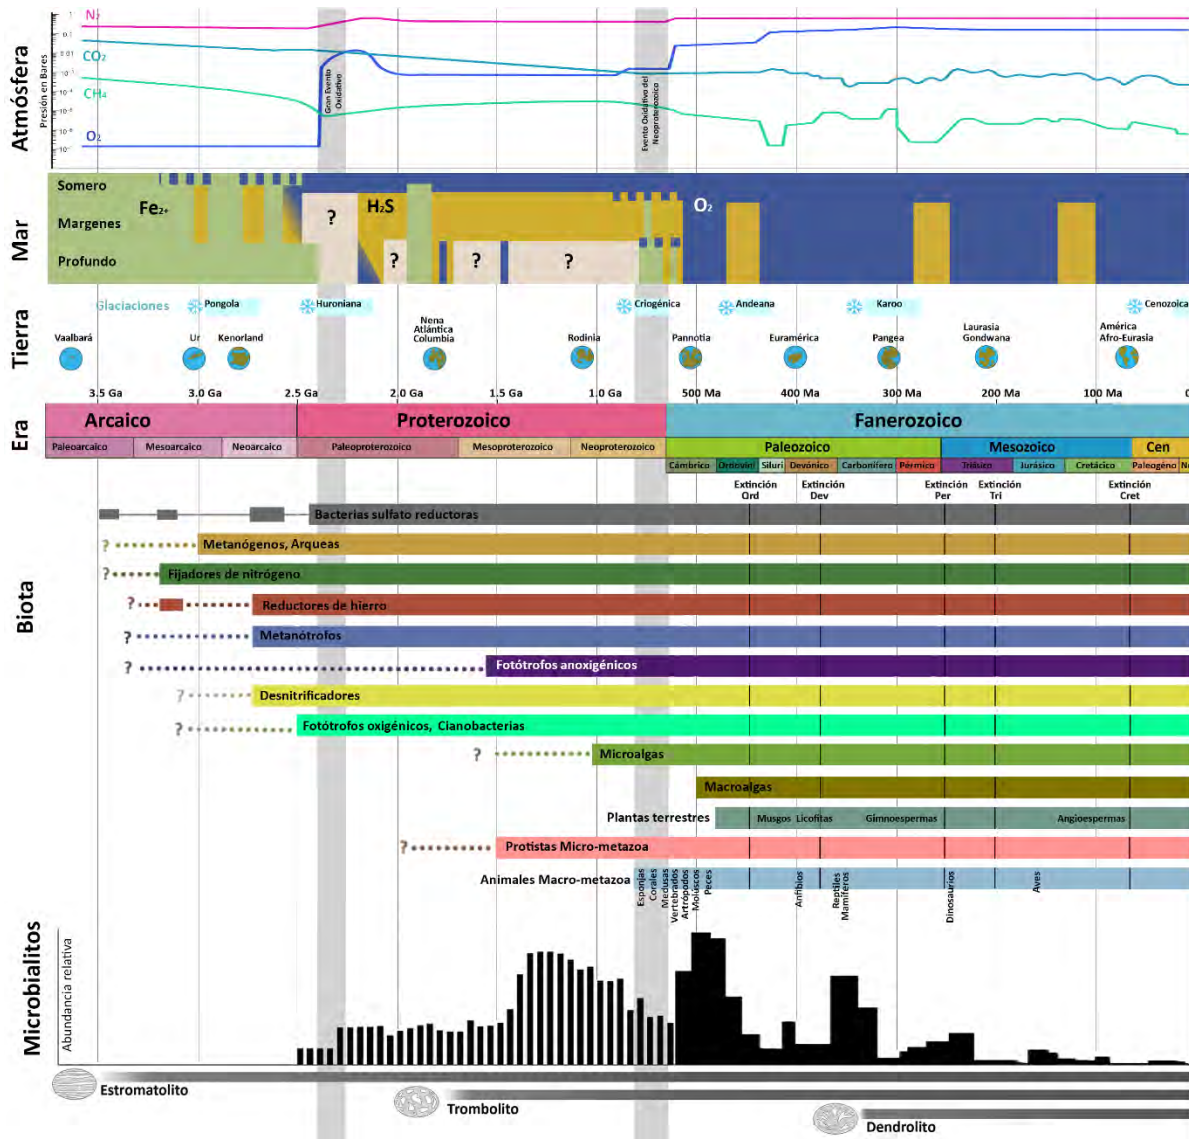 Atmósfera
Presión en Bares
1
0.1
0.01
N₂
CO₂
CH₄
O₂
Gran Evento
Oxidativo
Evento Oxidativo del
Neoproterozoico
Mar
Somero
Margenes
Profundo
Fe₂₊
?
H₂S
O₂
?
?
?
Tierra
Glaciaciones
Pongola
Huroniana
Criogénica
Andeana
Karoo
Cenozoica
Vaalbará
Ur
Kenorland
Nena
Atlántica
Columbia
Rodinia
Pannotia
Euramérica
Pangea
Laurasia
Gondwana
América
Afro-Eurasia
3.5 Ga
3.0 Ga
2.5 Ga
2.0 Ga
1.5 Ga
1.0 Ga
500 Ma
400 Ma
300 Ma
200 Ma
100 Ma
Era
Arcaico
Proterozoico
Fanerozoico
Paleoarcaico
Mesoarcaico
Neoarcaico
Paleoproterozoico
Mesoproterozoico
Neoproterozoico
Paleozoico
Mesozoico
Cen
Cámbrico
Siluri
Devónico
Carbonífero
Pérmico
Triásico
Jurásico
Cretácico
Paleogéno
Extinción
Ord
Extinción
Dev
Extinción
Per
Extinción
Tri
Extinción
Cret
Biota
Bacterias sulfato reductoras
? Metanógenos, Arqueas
? Fijadores de nitrógeno
? Reductores de hierro
? Metanótrofos
? Fotótrofos anoxigénicos
? Desnitrificadores
? Fotótrofos oxigénicos, Cianobacterias
? Microalgas
Macroalgas
Plantas terrestres
Musgos
Licofitas
Gimnoespermas
Angioespermas
? Protistas Micro-metazoa
Animales Macro-metazoa
Esponjas
Corales
Medusas
Vertebrados
Artrópodos
Molúscos
Peces
Anfibios
Reptiles
Mamíferos
Dinosaurios
Aves
Microbialitos
Abundancia relativa
Estromatolito
Trombolito
Dendrolito